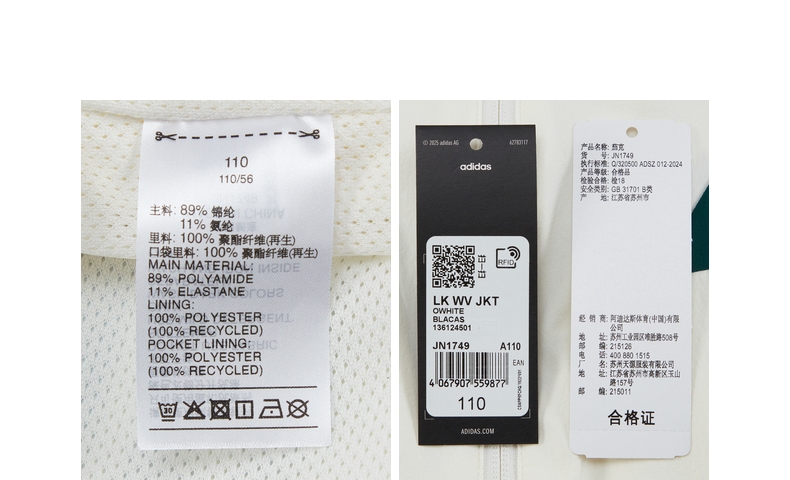 110
110/56
主料: 89% 锦纶
11% 氨纶
里料: 100% 聚酯纤维(再生)
口袋里料: 100% 聚酯纤维(再生)
MAIN MATERIAL:
89% POLYAMIDE
11% ELASTANE
LINING:
100% POLYESTER
(100% RECYCLED)
POCKET LINING:
100% POLYESTER
(100% RECYCLED)
30
© 2025 adidas AG
adidas
RFID
LK WV JKT
OWHITE
BLACAS
136124501
JN1749 A110
EAN
4 067907 559877
110
ADIDAS.COM
产品名称: 茄克
货 号: JN1749
执行标准: Q/320500 ADSZ 012-2024
产品等级: 合格品
检验合格: 检18
安全类别: GB 31701 B类
产 地: 江苏省苏州市
经 销 商: 阿迪达斯体育(中国)有限
公司
地 址: 苏州工业园区唯胜路508号
邮 编: 215126
电 话: 400 880 1515
厂 名: 苏州天源服装有限公司
地 址: 江苏省苏州市高新区玉山
路157号
邮 编: 215011
合格证